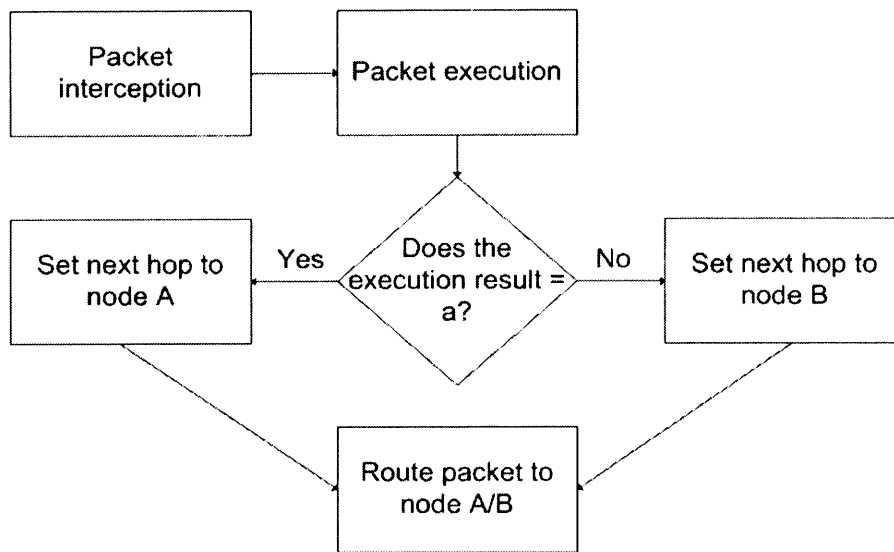 Packet
interception
Packet execution
Does the
execution result =
a?
Yes
No
Set next hop to
node A
Set next hop to
node B
Route packet to
node A/B